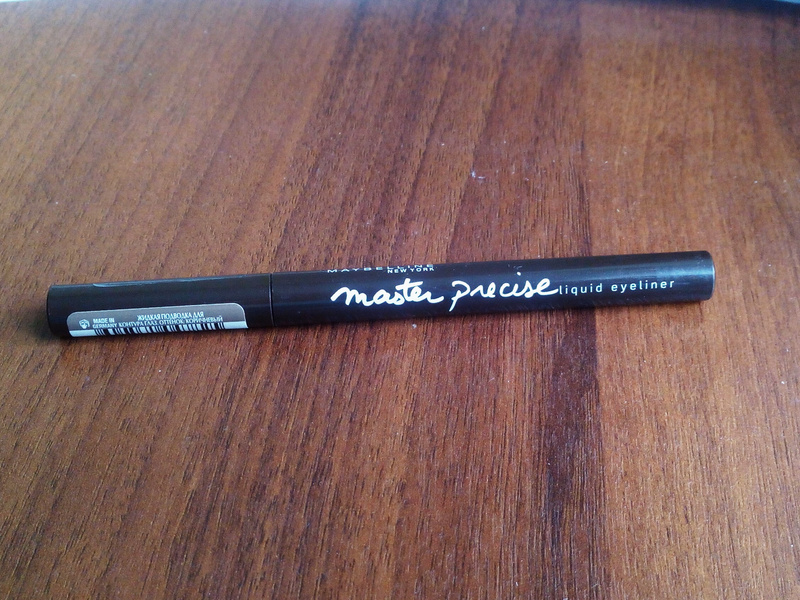 MAYBELLINE
NEW YORK
master precise liquid eyeliner
MADE IN
GERMANY
ЖИДКАЯ ПОДВОДКА ДЛЯ
КОНТУРА ГЛАЗ. ОТТЕНОК: КОРИЧНЕВЫЙ